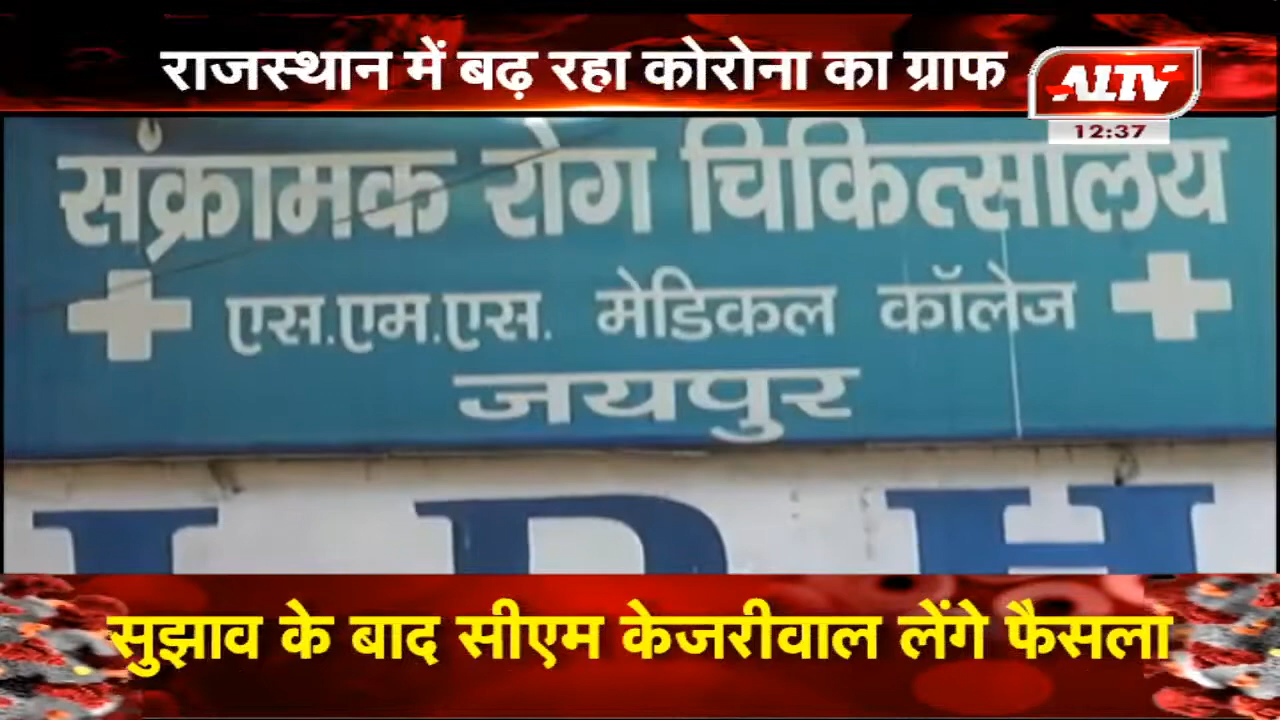 राजस्थान में बढ़ रहा कोरोना का ग्राफ
ALTV
12:37
संक्रामक रोग चिकित्सालय
एस.एम.एस. मेडिकल कॉलेज
जयपुर
I D H
सुझाव के बाद सीएम केजरीवाल लेंगे फैसला